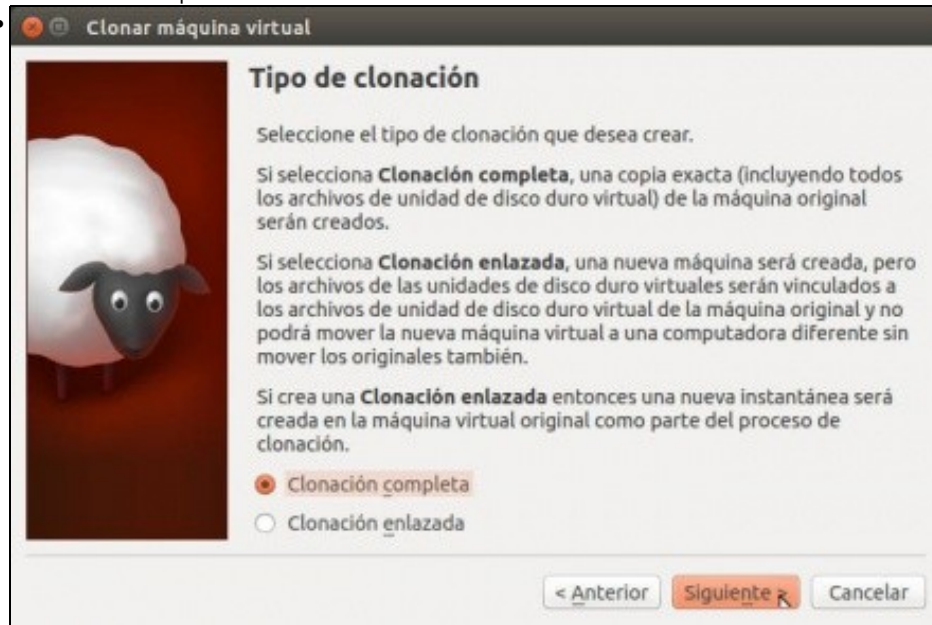 Clonar máquina virtual
Tipo de clonación
Seleccione el tipo de clonación que desea crear.
Si selecciona Clonación completa, una copia exacta (incluyendo todos
los archivos de unidad de disco duro virtual) de la máquina original
serán creados.
Si selecciona Clonación enlazada, una nueva máquina será creada, pero
los archivos de las unidades de disco duro virtuales serán vinculados a
los archivos de unidad de disco duro virtual de la máquina original y no
podrá mover la nueva máquina virtual a una computadora diferente sin
mover los originales también.
Si crea una Clonación enlazada entonces una nueva instantánea será
creada en la máquina virtual original como parte del proceso de
clonación.
Clonación completa
Clonación enlazada
< Anterior Siguiente > Cancelar